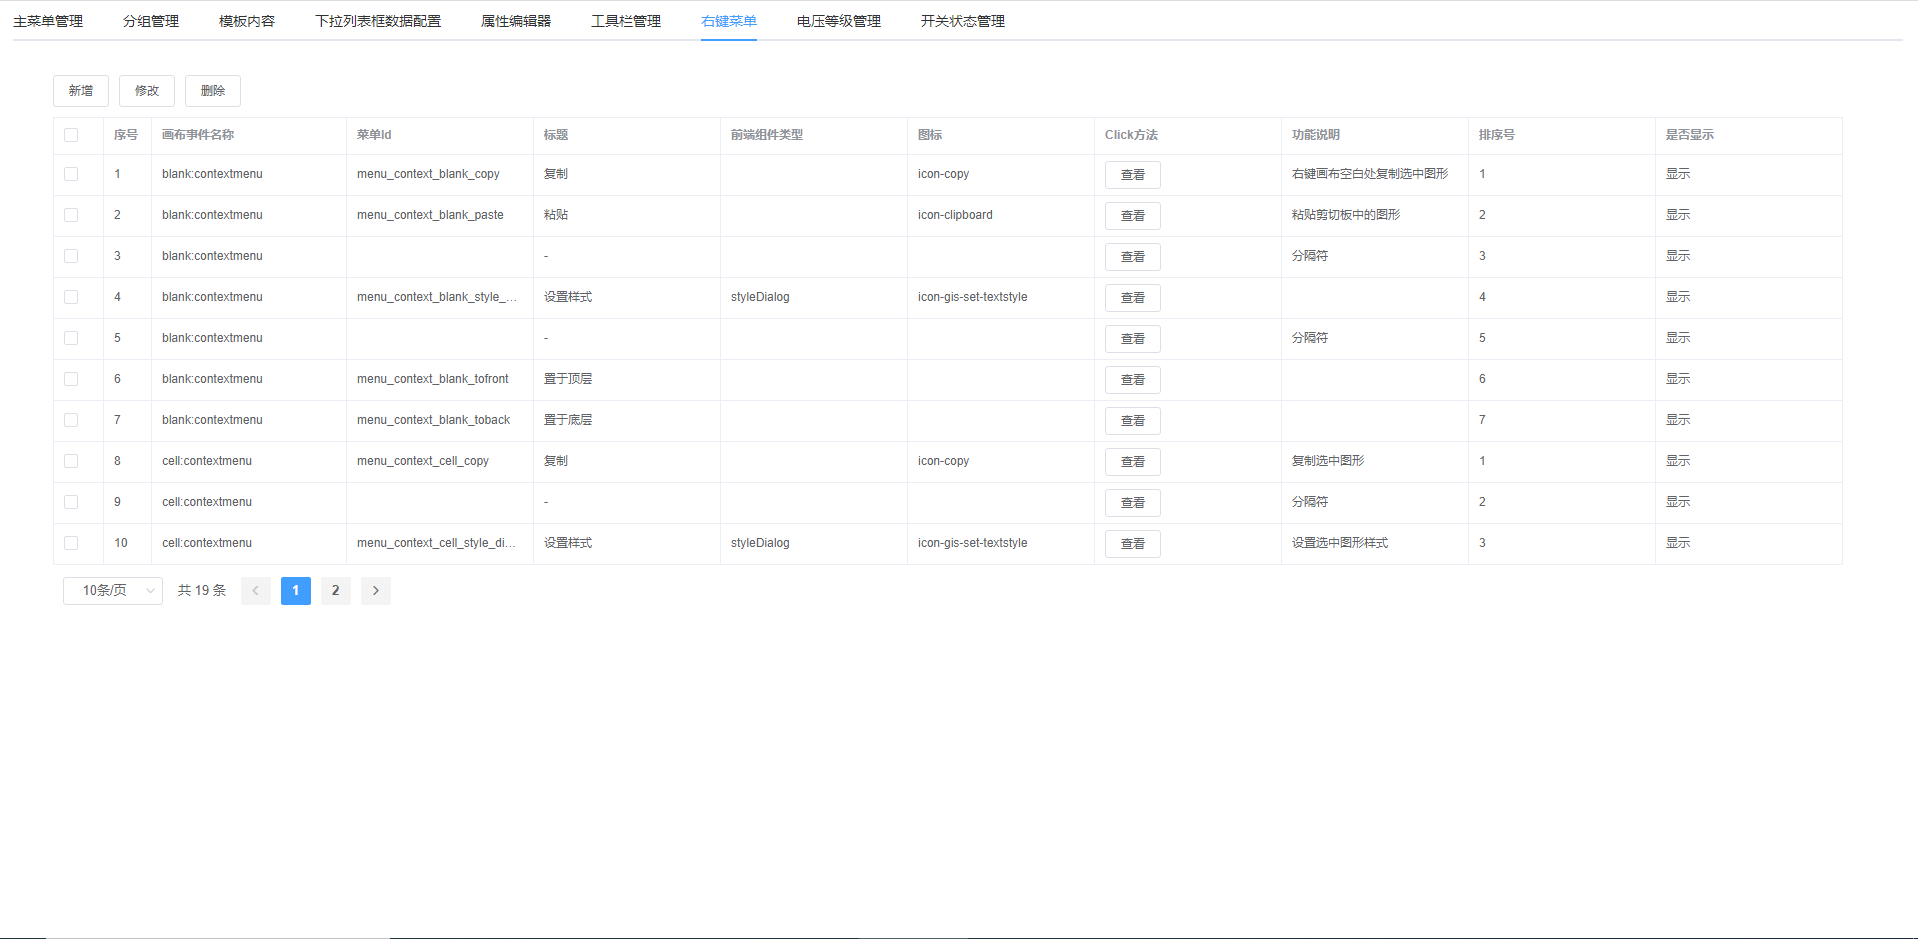 主菜单管理 分组管理 模板内容 下拉列表框数据配置 属性编辑器 工具栏管理 右键菜单 电压等级管理 开关状态管理
新增 修改 删除
序号 画布事件名称 菜单Id 标题 前端组件类型 图标 Click方法 功能说明 排序号 是否显示
1 blank:contextmenu menu_context_blank_copy 复制 icon-copy 查看 右键画布空白处复制选中图形 1 显示
2 blank:contextmenu menu_context_blank_paste 粘贴 icon-clipboard 查看 粘贴剪切板中的图形 2 显示
3 blank:contextmenu - 查看 分隔符 3 显示
4 blank:contextmenu menu_context_blank_style_... 设置样式 styleDialog icon-gis-set-textstyle 查看 4 显示
5 blank:contextmenu - 查看 分隔符 5 显示
6 blank:contextmenu menu_context_blank_tofront 置于顶层 查看 6 显示
7 blank:contextmenu menu_context_blank_toback 置于底层 查看 7 显示
8 cell:contextmenu menu_context_cell_copy 复制 icon-copy 查看 复制选中图形 1 显示
9 cell:contextmenu - 查看 分隔符 2 显示
10 cell:contextmenu menu_context_cell_style_di... 设置样式 styleDialog icon-gis-set-textstyle 查看 设置选中图形样式 3 显示
10条/页 共 19 条 1 2